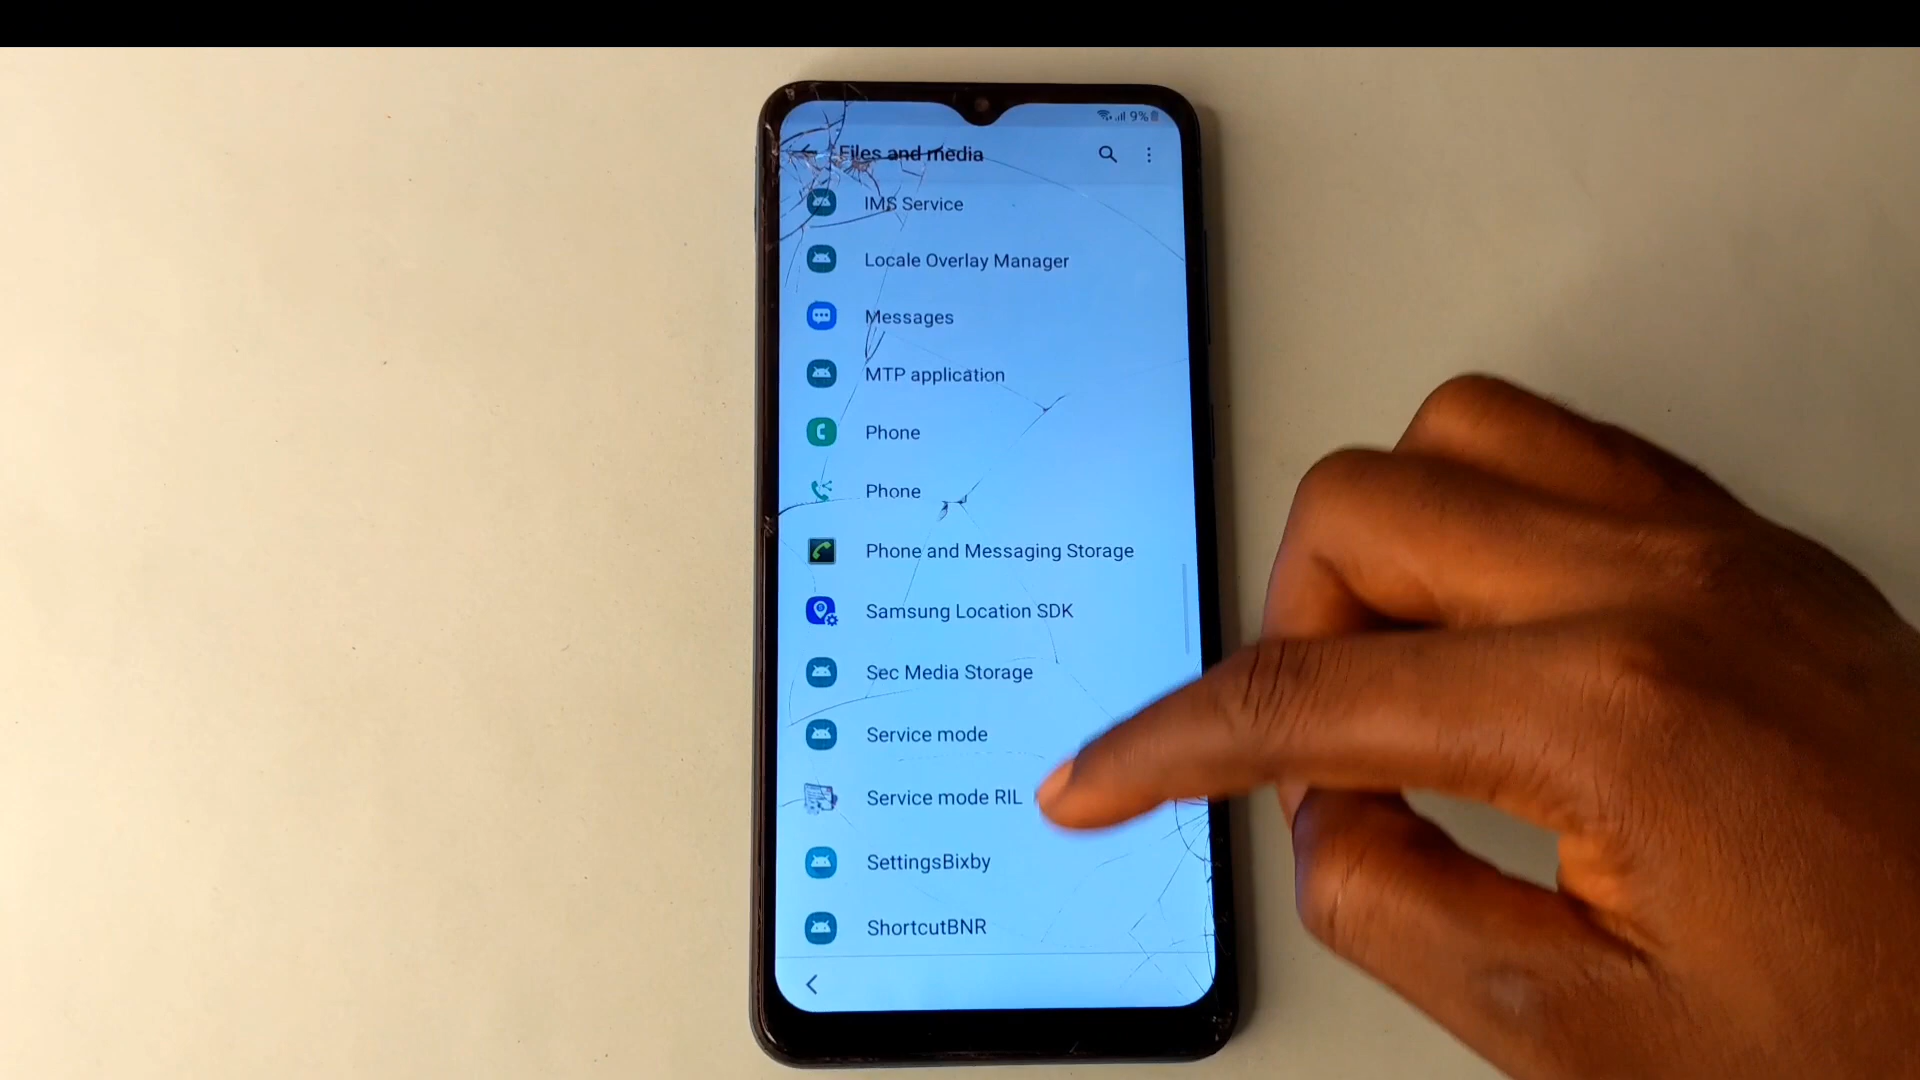 9%
Files and media
IMS Service
Locale Overlay Manager
Messages
MTP application
Phone
Phone
Phone and Messaging Storage
Samsung Location SDK
Sec Media Storage
Service mode
Service mode RIL
SettingsBixby
ShortcutBNR